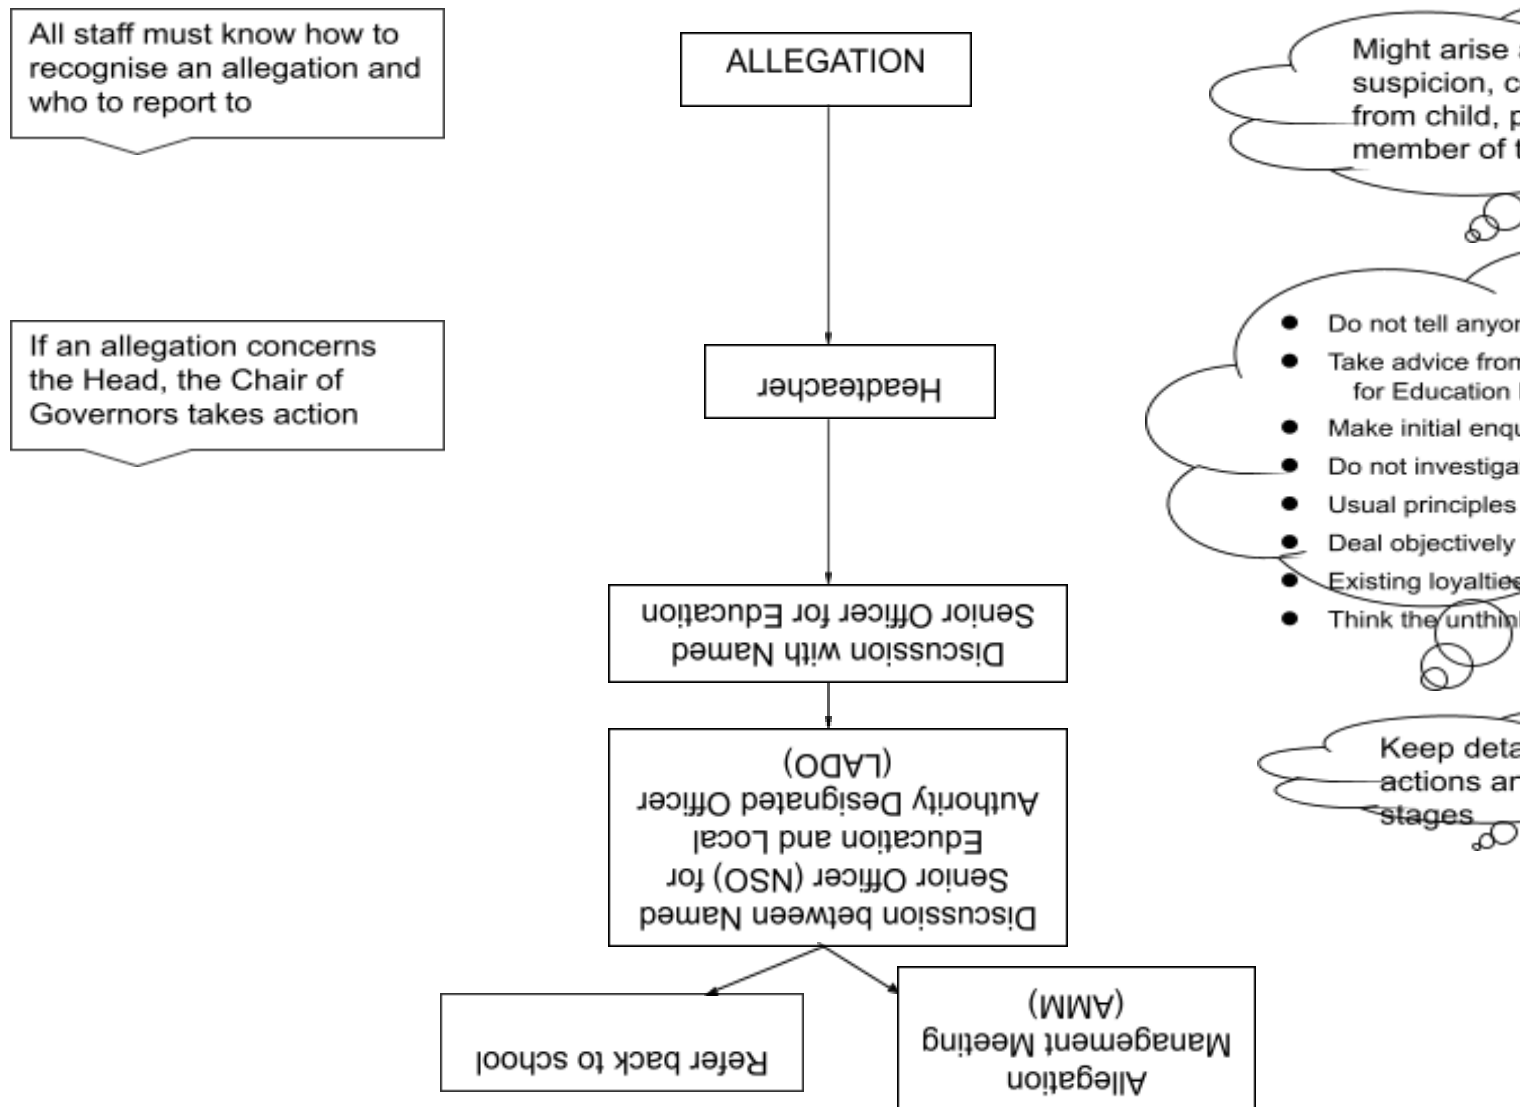 All staff must know how to
recognise an allegation and
who to report to
ALLEGATION
Might arise
suspicion,
from child,
member of
If an allegation concerns
the Head, the Chair of
Governors takes action
Headteacher
● Do not tell
● Take advice from
for Education
● Make initial
● Do not
● Usual principles
● Deal objectively
● Existing
● Think the
Discussion with Named
Senior Officer for Education
Discussion between Named
Senior Officer (NSO) for
Education and Local
Authority Designated Officer
(LADO)
Keep
actions
stages
Refer back to school
Allegation
Management Meeting
(AMM)